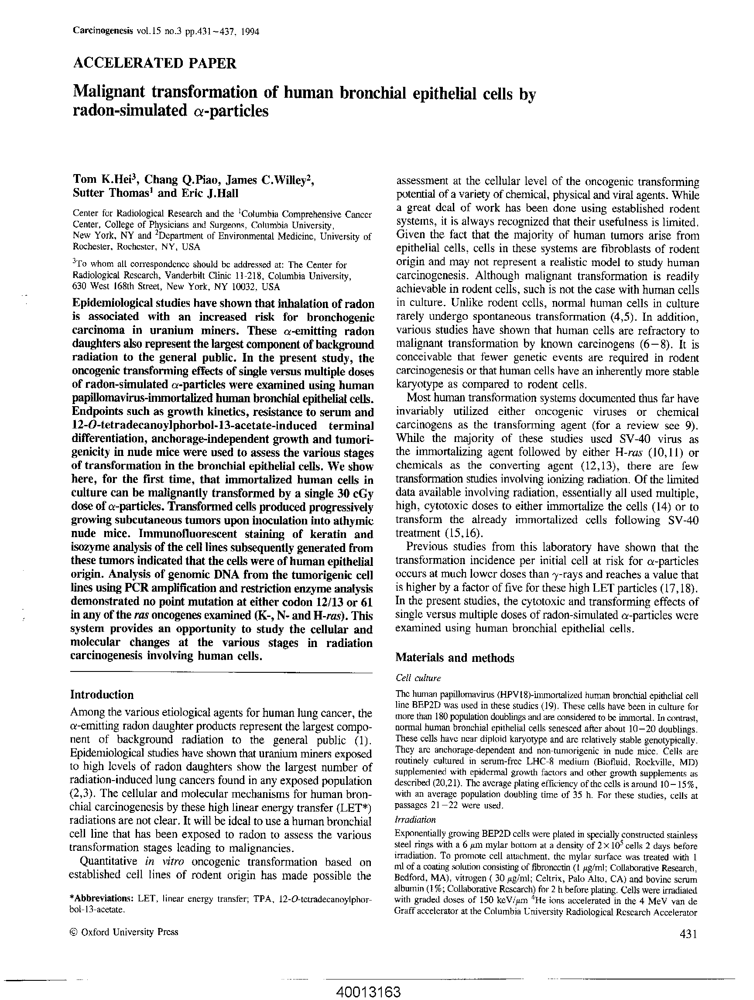 Carcinogenesis vol.15 no.3 pp.431–437, 1994
ACCELERATED PAPER
Malignant transformation of human bronchial epithelial cells by
radon-simulated α-particles
Tom K.Hei³, Chang Q.Piao, James C.Willey²,
Sutter Thomas¹ and Eric J.Hall
Center for Radiological Research and the ¹Columbia Comprehensive Cancer
Center, College of Physicians and Surgeons, Columbia University,
New York, NY and ²Department of Environmental Medicine, University of
Rochester, Rochester, NY, USA
³To whom all correspondence should be addressed at: The Center for
Radiological Research, Vanderbilt Clinic 11-218, Columbia University,
630 West 168th Street, New York, NY 10032, USA
Epidemiological studies have shown that inhalation of radon
is associated with an increased risk for bronchogenic
carcinoma in uranium miners. These α-emitting radon
daughters also represent the largest component of background
radiation to the general public. In the present study, the
oncogenic transforming effects of single versus multiple doses
of radon-simulated α-particles were examined using human
papillomavirus-immortalized human bronchial epithelial cells.
Endpoints such as growth kinetics, resistance to serum and
12-O-tetradecanoylphorbol-13-acetate-induced terminal
differentiation, anchorage-independent growth and tumori-
genicity in nude mice were used to assess the various stages
of transformation in the bronchial epithelial cells. We show
here, for the first time, that immortalized human cells in
culture can be malignantly transformed by a single 30 cGy
dose of α-particles. Transformed cells produced progressively
growing subcutaneous tumors upon inoculation into athymic
nude mice. Immunofluorescent staining of keratin and
isozyme analysis of the cell lines subsequently generated from
these tumors indicated that the cells were of human epithelial
origin. Analysis of genomic DNA from the tumorigenic cell
lines using PCR amplification and restriction enzyme analysis
demonstrated no point mutation at either codon 12/13 or 61
in any of the ras oncogenes examined (K-, N- and H-ras). This
system provides an opportunity to study the cellular and
molecular changes at the various stages in radiation
carcinogenesis involving human cells.
Introduction
Among the various etiological agents for human lung cancer, the
α-emitting radon daughter products represent the largest compo-
nent of background radiation to the general public (1).
Epidemiological studies have shown that uranium miners exposed
to high levels of radon daughters show the largest number of
radiation-induced lung cancers found in any exposed population
(2,3). The cellular and molecular mechanisms for human bron-
chial carcinogenesis by these high linear energy transfer (LET*)
radiations are not clear. It will be ideal to use a human bronchial
cell line that has been exposed to radon to assess the various
transformation stages leading to malignancies.
Quantitative in vitro oncogenic transformation based on
established cell lines of rodent origin has made possible the
*Abbreviations: LET, linear energy transfer; TPA, 12-O-tetradecanoylphor-
bol-13-acetate.
© Oxford University Press
assessment at the cellular level of the oncogenic transforming
potential of a variety of chemical, physical and viral agents. While
a great deal of work has been done using established rodent
systems, it is always recognized that their usefulness is limited.
Given the fact that the majority of human tumors arise from
epithelial cells, cells in these systems are fibroblasts of rodent
origin and may not represent a realistic model to study human
carcinogenesis. Although malignant transformation is readily
achievable in rodent cells, such is not the case with human cells
in culture. Unlike rodent cells, normal human cells in culture
rarely undergo spontaneous transformation (4,5). In addition,
various studies have shown that human cells are refractory to
malignant transformation by known carcinogens (6–8). It is
conceivable that fewer genetic events are required in rodent
carcinogenesis or that human cells have an inherently more stable
karyotype as compared to rodent cells.
Most human transformation systems documented thus far have
invariably utilized either oncogenic viruses or chemical
carcinogens as the transforming agent (for a review see 9).
While the majority of these studies used SV-40 virus as
the immortalizing agent followed by either H-ras (10,11) or
chemicals as the converting agent (12,13), there are few
transformation studies involving ionizing radiation. Of the limited
data available involving radiation, essentially all used multiple,
high, cytotoxic doses to either immortalize the cells (14) or to
transform the already immortalized cells following SV-40
treatment (15,16).
Previous studies from this laboratory have shown that the
transformation incidence per initial cell at risk for α-particles
occurs at much lower doses than γ-rays and reaches a value that
is higher by a factor of five for these high LET particles (17,18).
In the present studies, the cytotoxic and transforming effects of
single versus multiple doses of radon-simulated α-particles were
examined using human bronchial epithelial cells.
Materials and methods
Cell culture
The human papillomavirus (HPV18)-immortalized human bronchial epithelial cell
line BEP2D was used in these studies (19). These cells have been in culture for
more than 180 population doublings and are considered to be immortal. In contrast,
normal human bronchial epithelial cells senesced after about 10–20 doublings.
These cells have near diploid karyotype and are relatively stable genotypically.
They are anchorage-dependent and non-tumorigenic in nude mice. Cells are
routinely cultured in serum-free LHC-8 medium (Biofluid, Rockville, MD)
supplemented with epidermal growth factors and other growth supplements as
described (20,21). The average plating efficiency of the cells is around 10–15%,
with an average population doubling time of 35 h. For these studies, cells at
passages 21–22 were used.
Irradiation
Exponentially growing BEP2D cells were plated in specially constructed stainless
steel rings with a 6 μm mylar bottom at a density of 2×10⁵ cells 2 days before
irradiation. To promote cell attachment, the mylar surface was treated with 1
ml of a coating solution consisting of fibronectin (1 μg/ml; Collaborative Research,
Bedford, MA), vitrogen ( 30 μg/ml; Celtrix, Palo Alto, CA) and bovine serum
albumin (1%; Collaborative Research) for 2 h before plating. Cells were irradiated
with graded doses of 150 keV/μm ⁴He ions accelerated in the 4 MeV van de
Graff accelerator at the Columbia University Radiological Research Accelerator
431
40013163